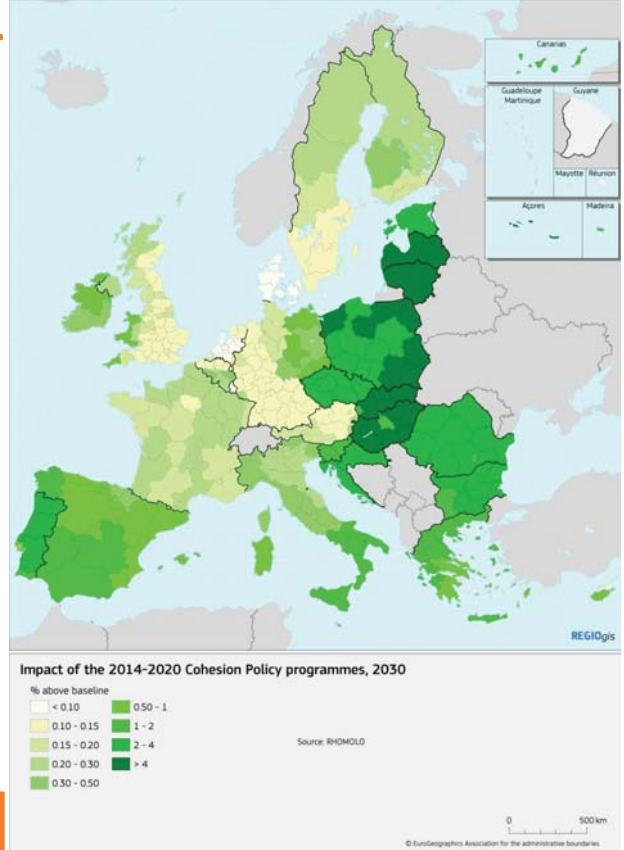 Canarias
Guadeloupe
Martinique
Guyane
Mayotte
Réunion
Açores
Madeira
REGIOgis
Impact of the 2014-2020 Cohesion Policy programmes, 2030
% above baseline
< 0.10
0.10 - 0.15
0.15 - 0.20
0.20 - 0.30
0.30 - 0.50
0.50 - 1
1 - 2
2 - 4
> 4
Source: RHOMOLO
0
500 km
© EuroGeographics Association for the administrative boundaries